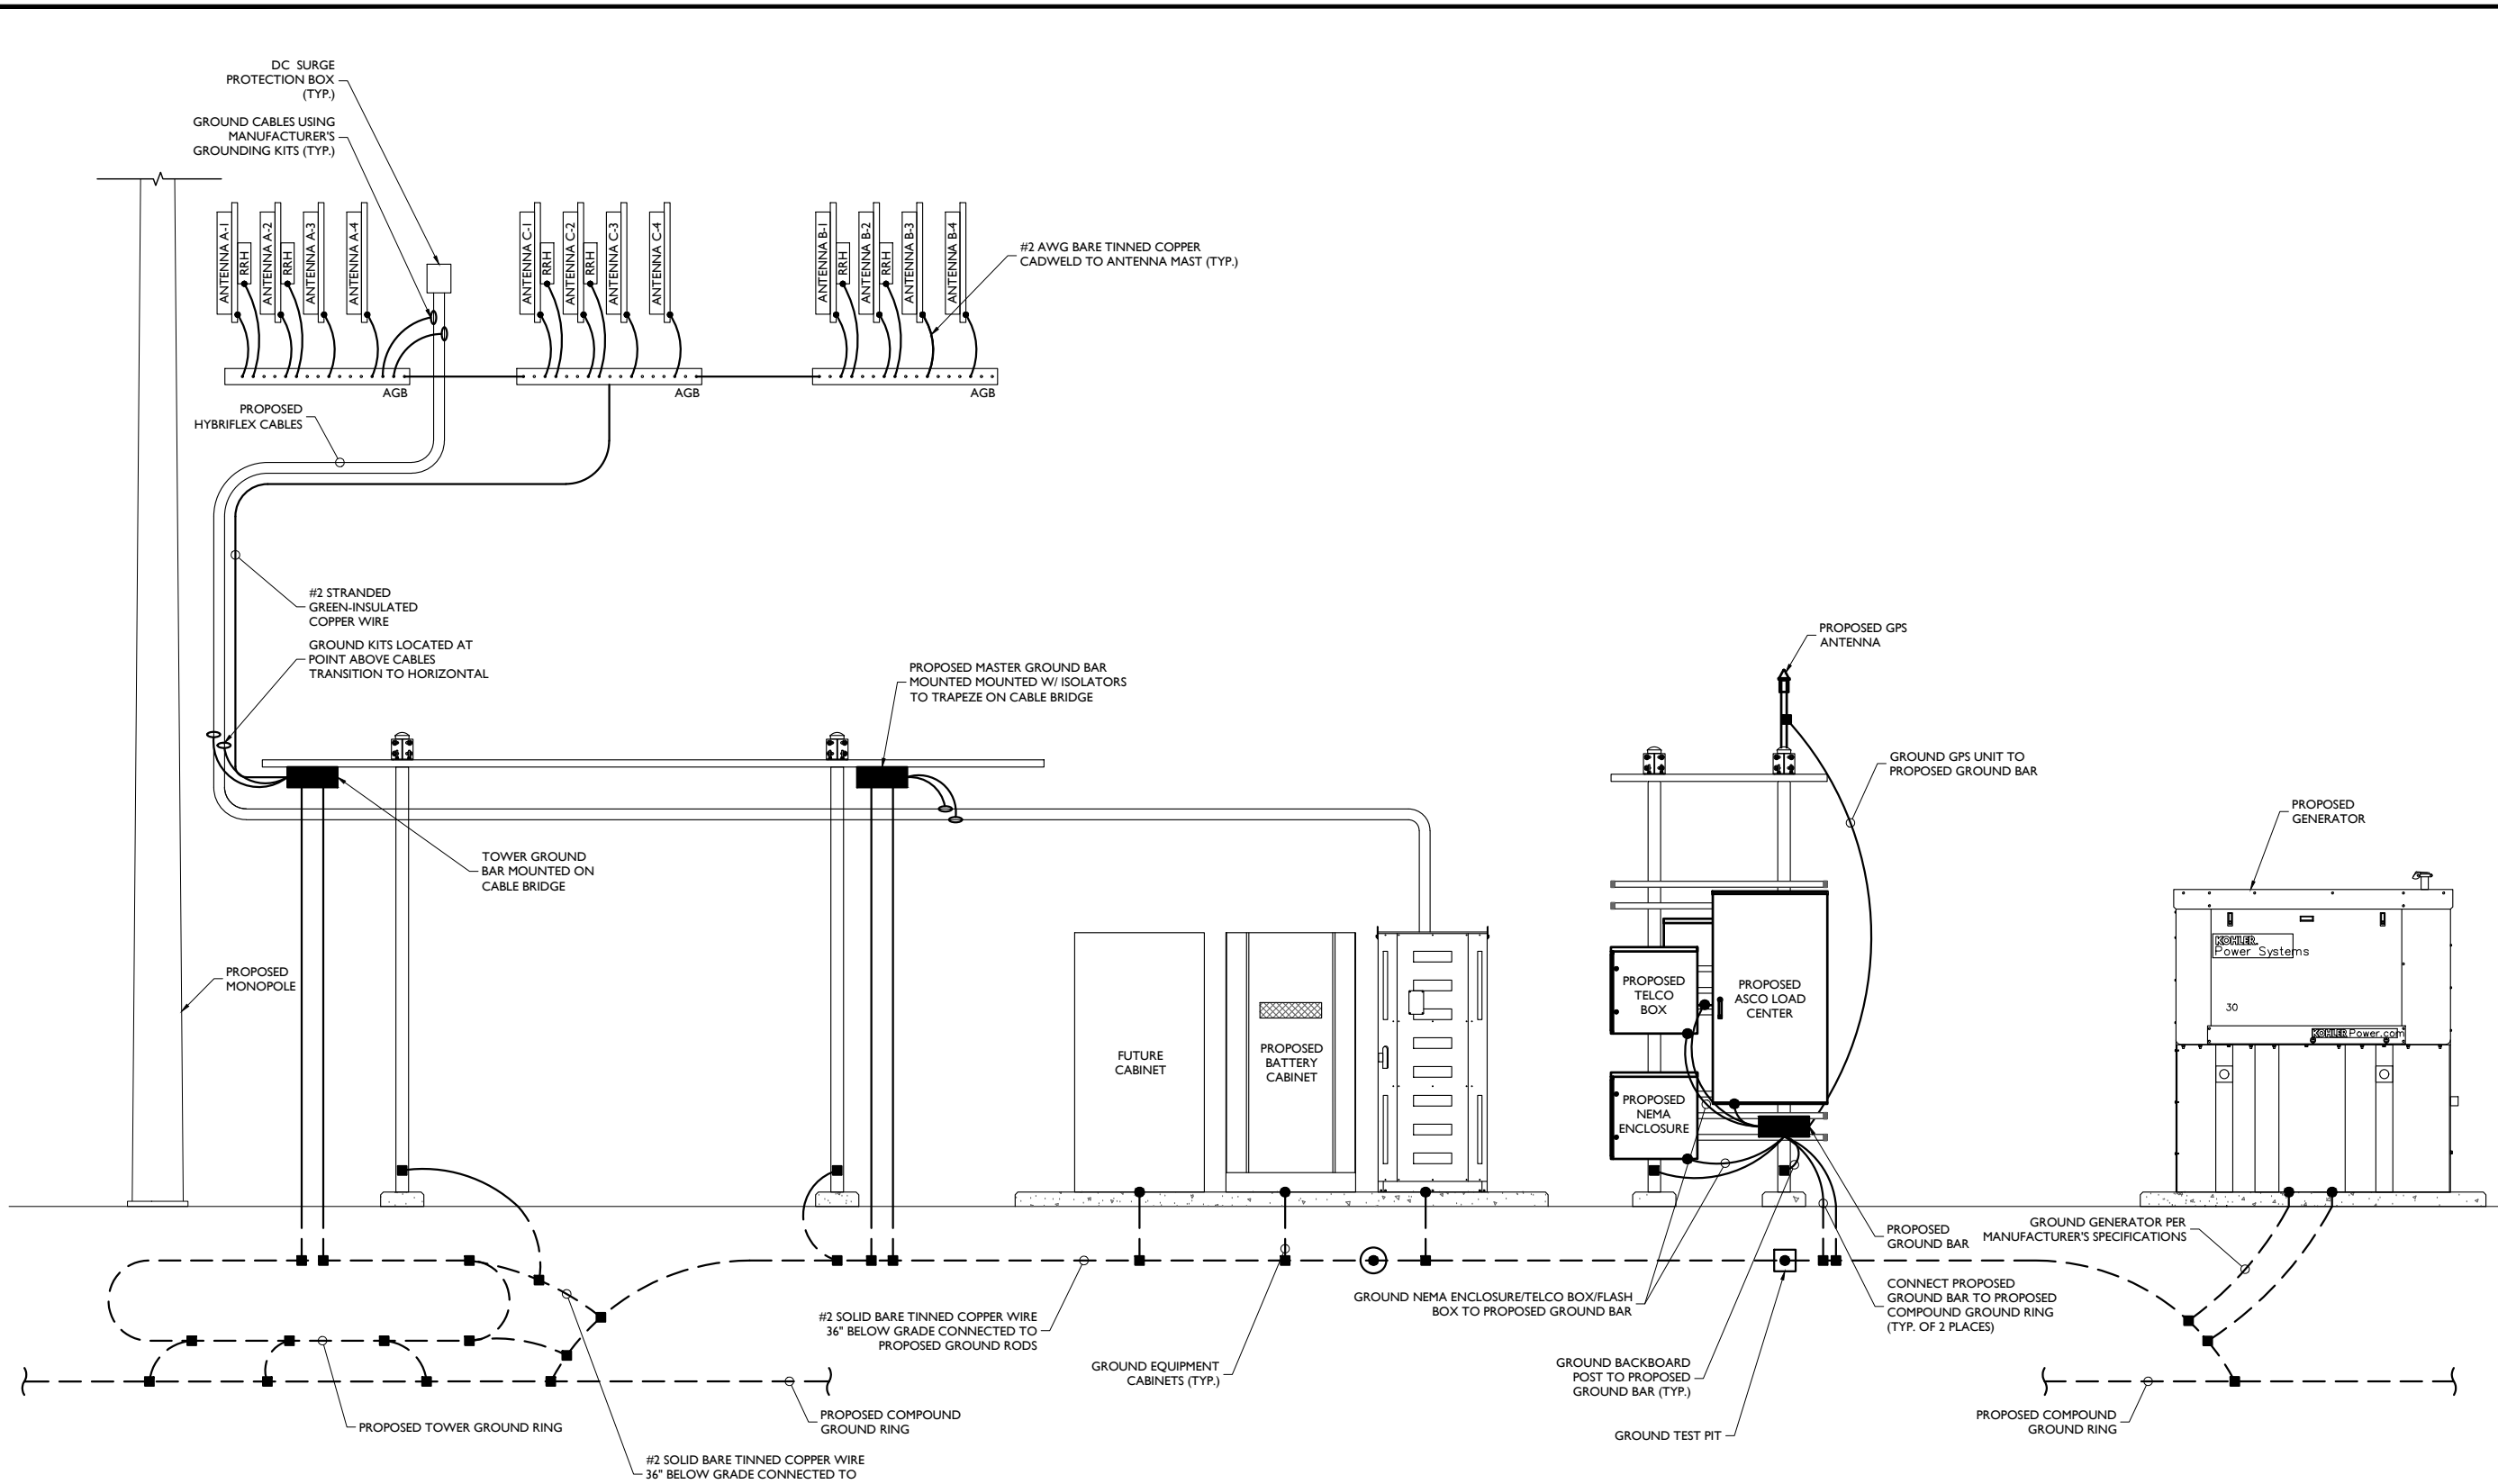 DC SURGE
PROTECTION BOX
(TYP.)
GROUND CABLES USING
MANUFACTURER'S
GROUNDING KITS (TYP.)
ANTENNA A-1
RRH
ANTENNA A-2
RRH
ANTENNA A-3
ANTENNA A-4
ANTENNA C-1
RRH
ANTENNA C-2
RRH
ANTENNA C-3
ANTENNA C-4
ANTENNA B-1
RRH
ANTENNA B-2
RRH
ANTENNA B-3
ANTENNA B-4
#2 AWG BARE TINNED COPPER
CADWELD TO ANTENNA MAST (TYP.)
AGB
AGB
AGB
PROPOSED
HYBRIFLEX CABLES
#2 STRANDED
GREEN-INSULATED
COPPER WIRE
GROUND KITS LOCATED AT
POINT ABOVE CABLES
TRANSITION TO HORIZONTAL
PROPOSED MASTER GROUND BAR
MOUNTED MOUNTED W/ ISOLATORS
TO TRAPEZE ON CABLE BRIDGE
PROPOSED GPS
ANTENNA
GROUND GPS UNIT TO
PROPOSED GROUND BAR
PROPOSED
GENERATOR
TOWER GROUND
BAR MOUNTED ON
CABLE BRIDGE
PROPOSED
MONOPOLE
FUTURE
CABINET
PROPOSED
BATTERY
CABINET
PROPOSED
TELCO
BOX
PROPOSED
ASCO LOAD
CENTER
PROPOSED
NEMA
ENCLOSURE
KOHLER
Power Systems
30
KOHLERPower.com
PROPOSED
GROUND BAR
GROUND GENERATOR PER
MANUFACTURER'S SPECIFICATIONS
CONNECT PROPOSED
GROUND BAR TO PROPOSED
COMPOUND GROUND RING
(TYP. OF 2 PLACES)
GROUND NEMA ENCLOSURE/TELCO BOX/FLASH
BOX TO PROPOSED GROUND BAR
#2 SOLID BARE TINNED COPPER WIRE
36" BELOW GRADE CONNECTED TO
PROPOSED GROUND RODS
GROUND EQUIPMENT
CABINETS (TYP.)
GROUND BACKBOARD
POST TO PROPOSED
GROUND BAR (TYP.)
GROUND TEST PIT
PROPOSED TOWER GROUND RING
PROPOSED COMPOUND
GROUND RING
PROPOSED COMPOUND
GROUND RING
#2 SOLID BARE TINNED COPPER WIRE
36" BELOW GRADE CONNECTED TO